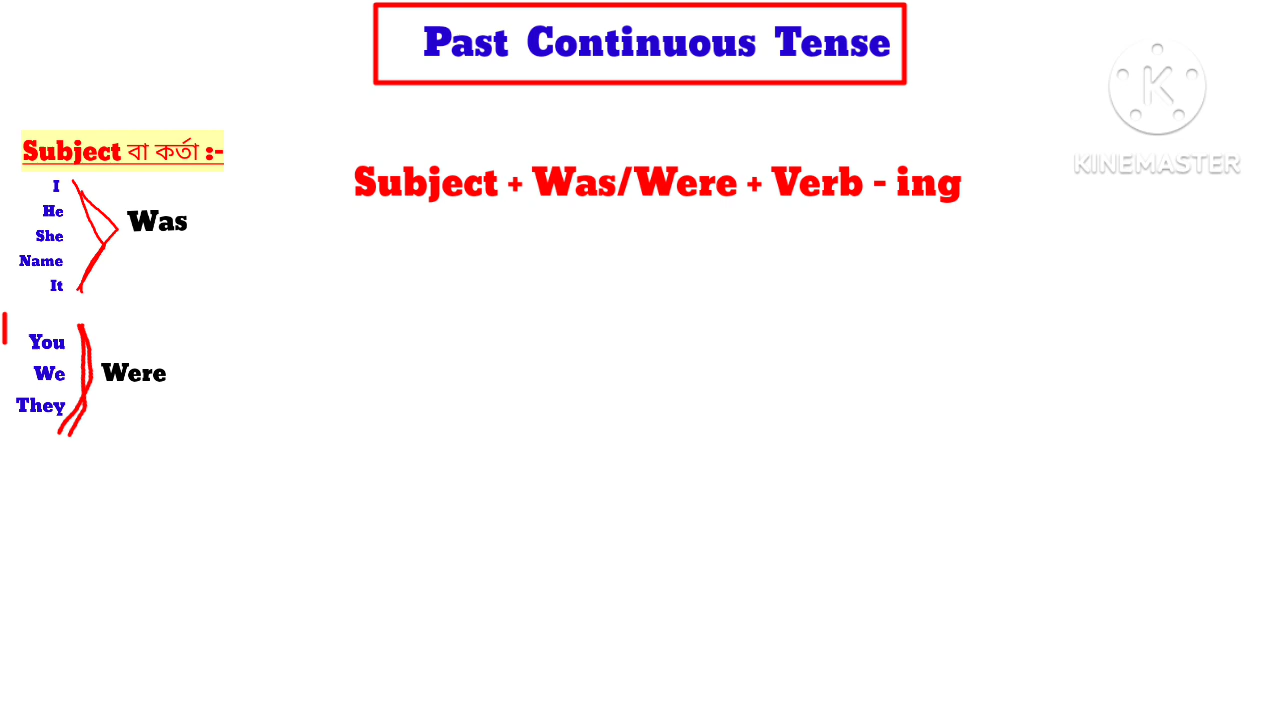 Past Continuous Tense
KINEMASTER
Subject বা কর্তা :-
Subject + Was/Were + Verb - ing
I
He
She
Name
It
Was
You
We
They
Were